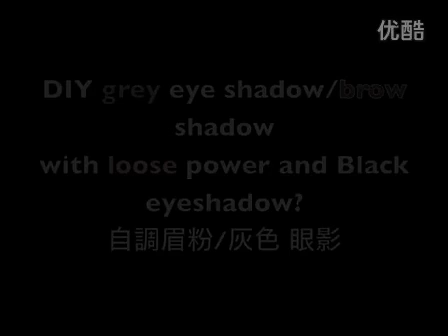 优酷
DIY grey eye shadow/brow
shadow
with loose power and Black
eyeshadow?
自調眉粉/灰色 眼影